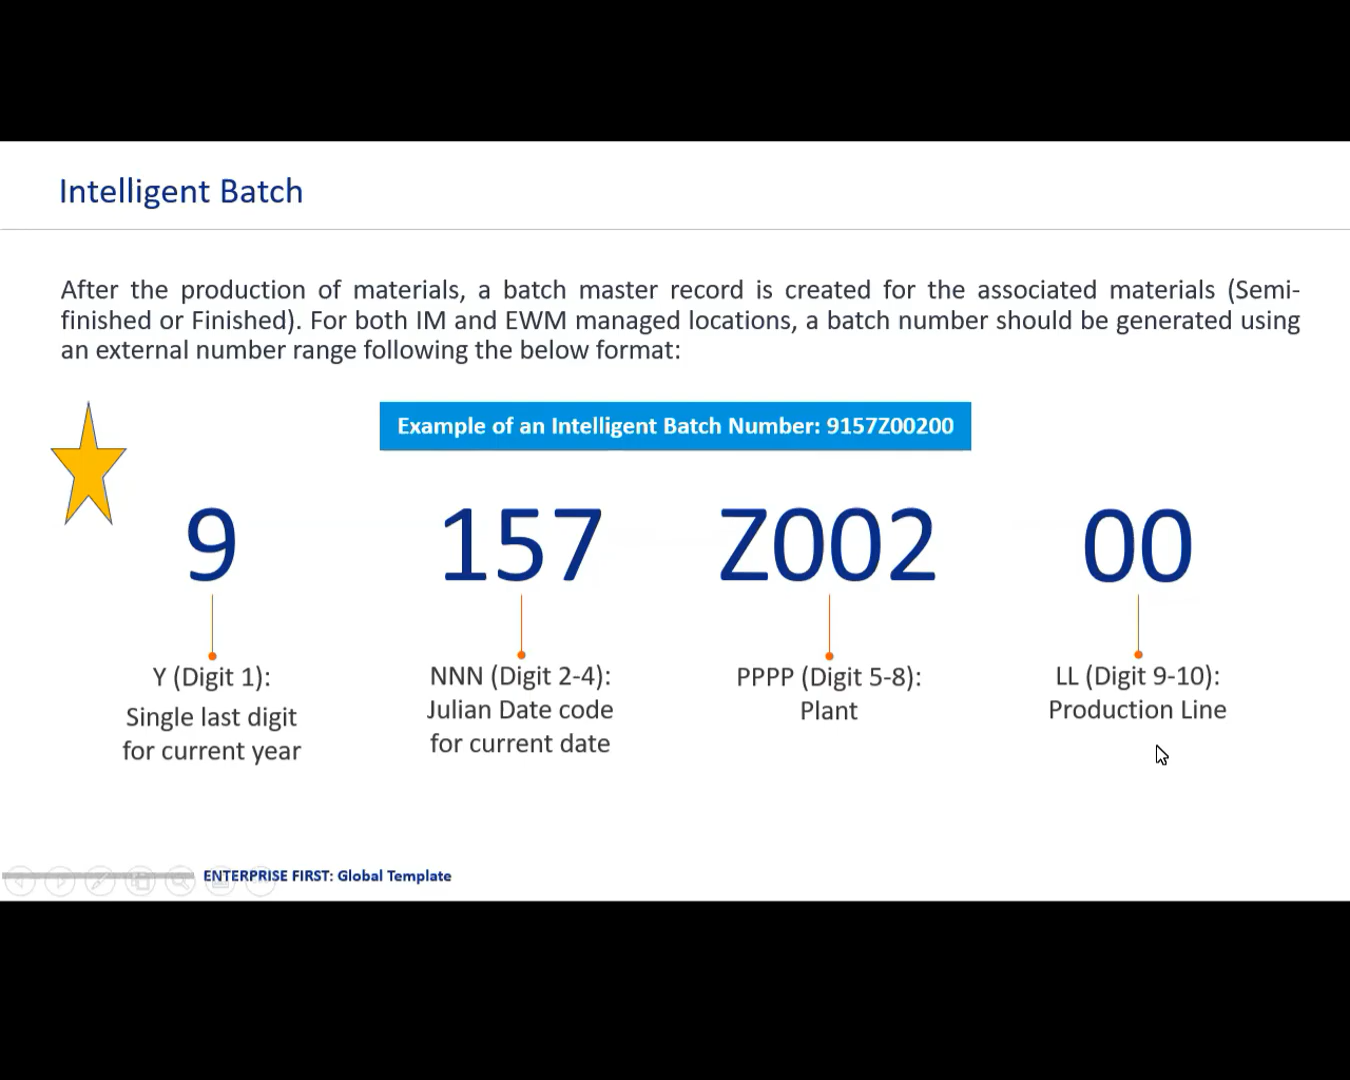 Intelligent Batch
After the production of materials, a batch master record is created for the associated materials (Semi-
finished or Finished). For both IM and EWM managed locations, a batch number should be generated using
an external number range following the below format:
Example of an Intelligent Batch Number: 9157Z00200
9 157 Z002 00
Y (Digit 1): NNN (Digit 2-4): PPPP (Digit 5-8): LL (Digit 9-10):
Single last digit Julian Date code Plant Production Line
for current year for current date
ENTERPRISE FIRST: Global Template